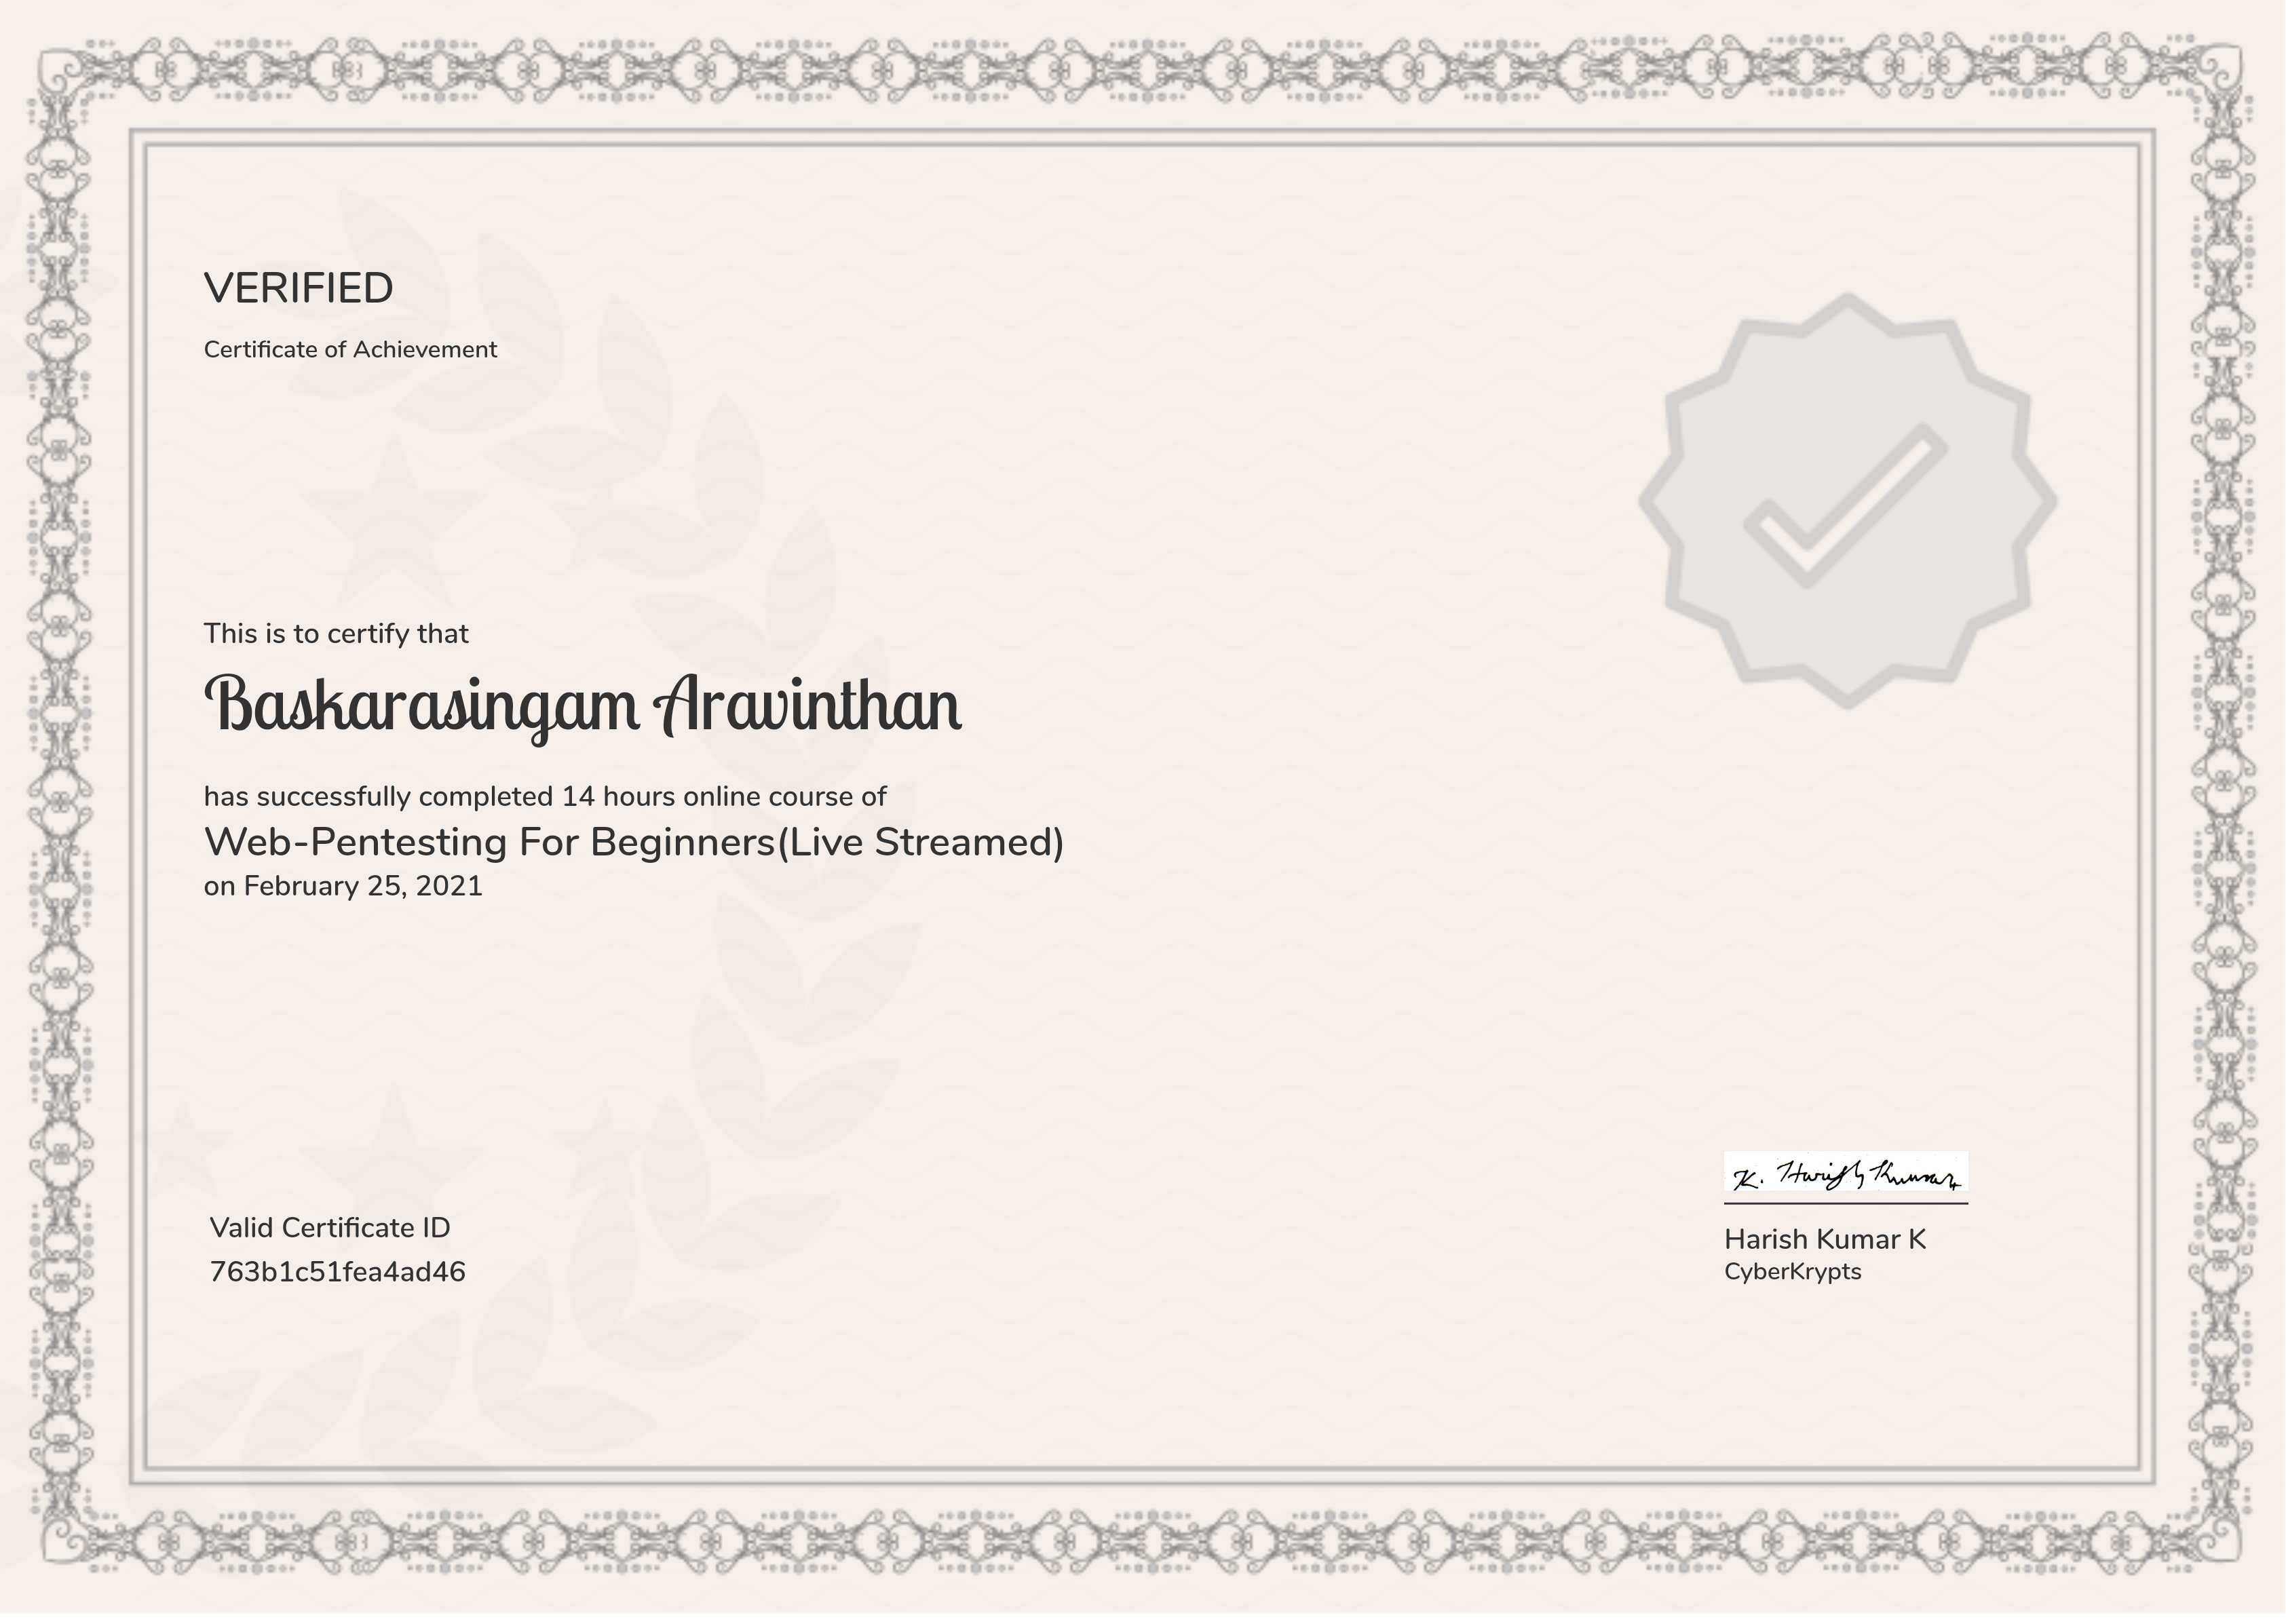 VERIFIED
Certificate of Achievement
This is to certify that
Baskarasingam Aravinthan
has successfully completed 14 hours online course of
Web-Pentesting For Beginners(Live Streamed)
on February 25, 2021
Valid Certificate ID
763b1c51fea4ad46
K. Harish Kumar
Harish Kumar K
CyberKrypts